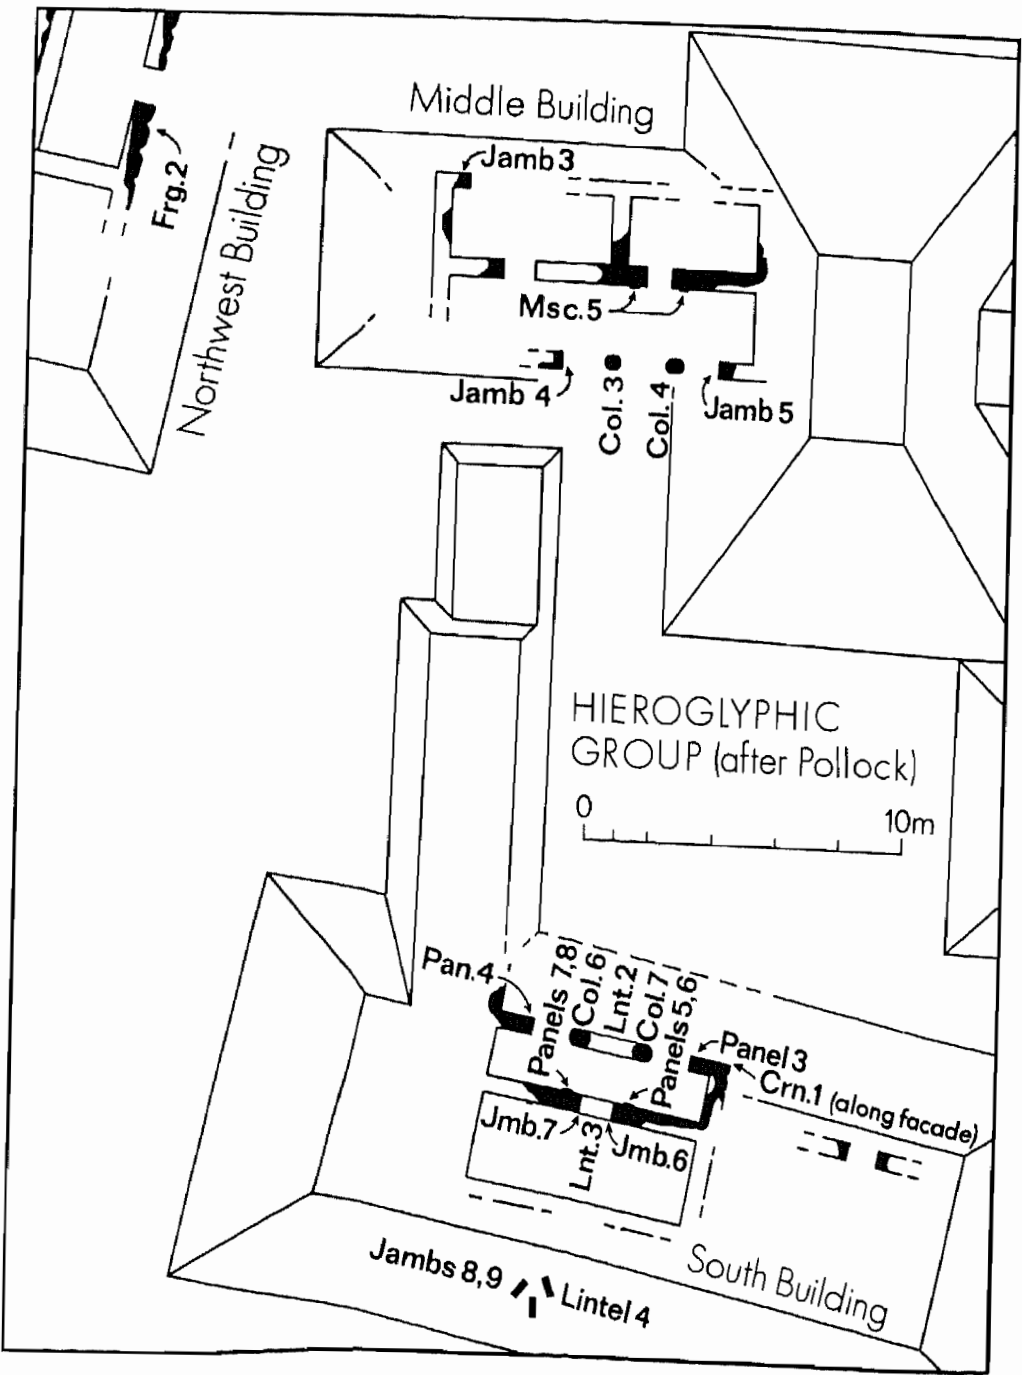 Middle Building
Jamb 3
Frg.2
Northwest Building
Msc.5
Jamb 4
Col. 3
Col. 4
Jamb 5
HIEROGLYPHIC
GROUP (after Pollock)
0 10m
Pan.4
Panels 7,8
Col.6
Lnt.2
Col.7
Panels 5,6
Panel 3
Crn.1 (along facade)
Jmb.7
Lnt.3
Jmb.6
South Building
Jambs 8,9
Lintel 4